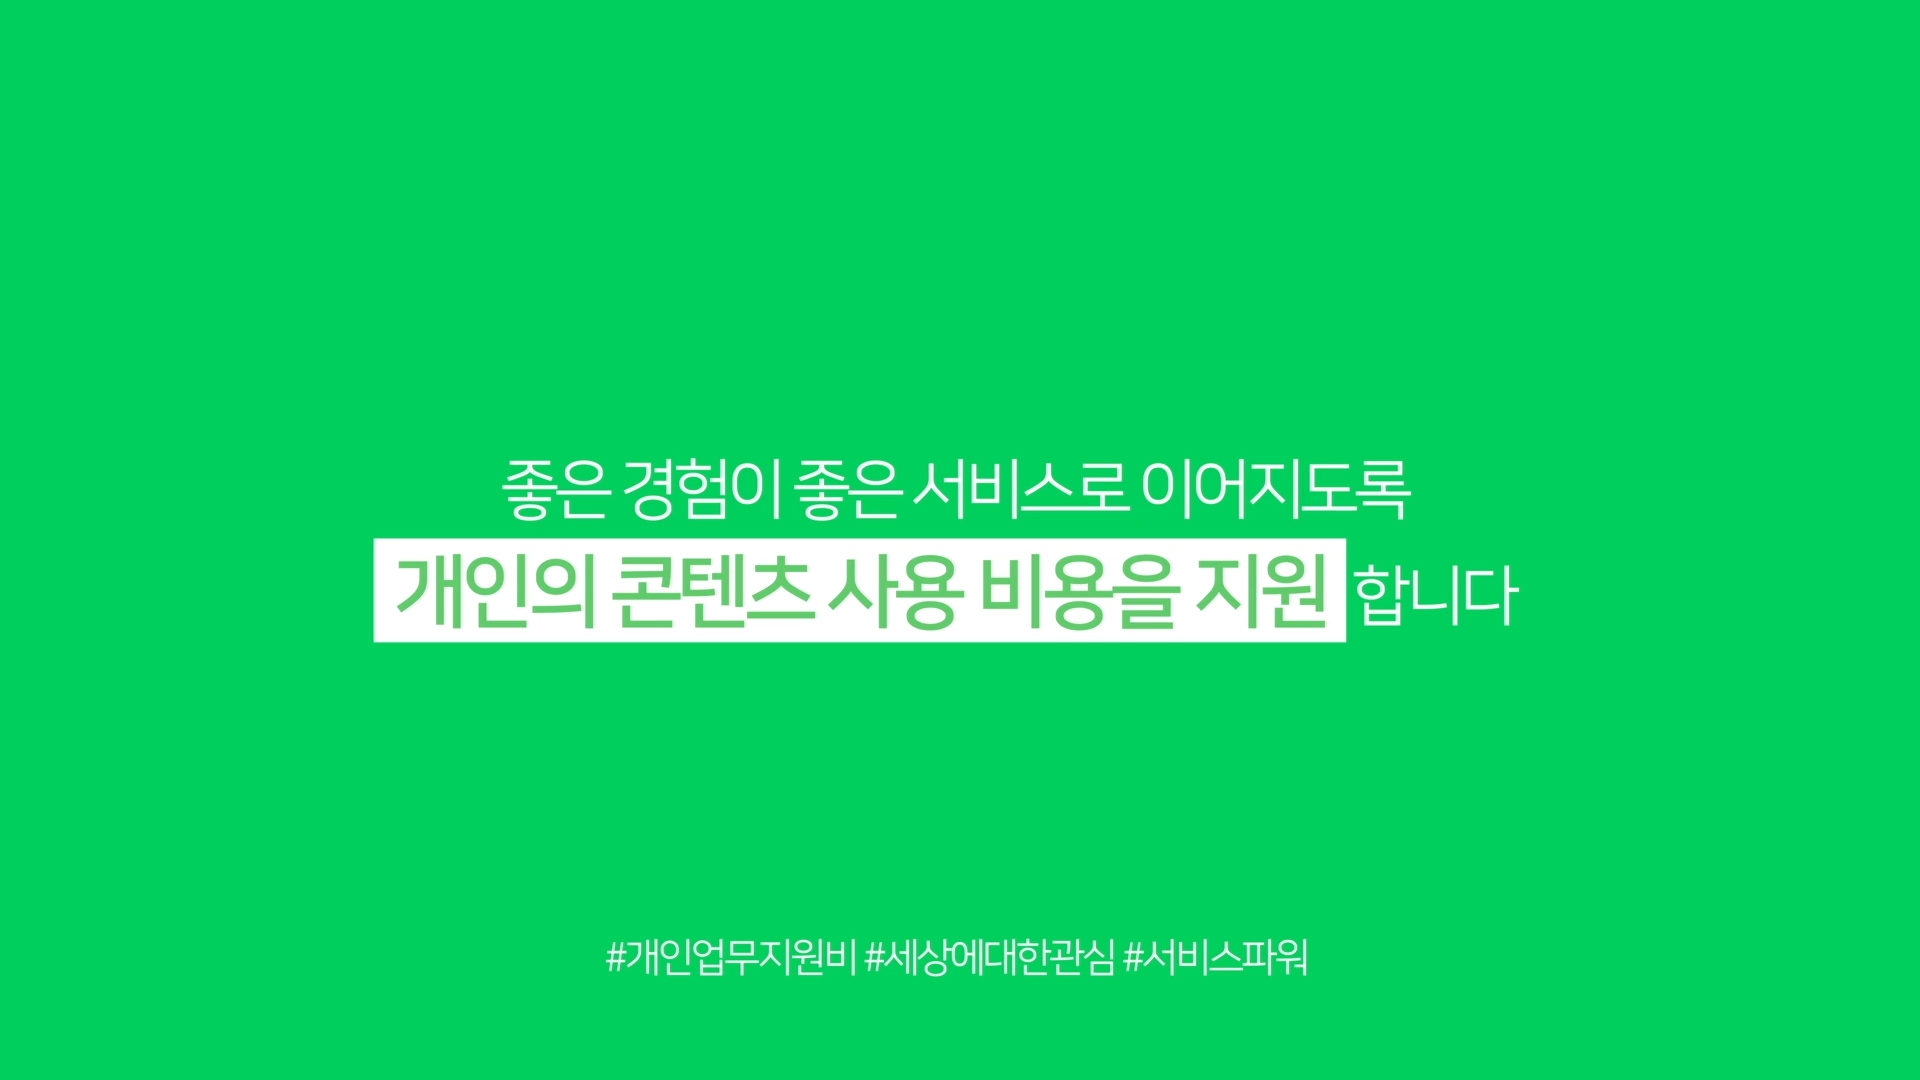 좋은 경험이 좋은 서비스로 이어지도록
개인의 콘텐츠 사용 비용을 지원 합니다
#개인업무지원비 #세상에대한관심 #서비스파워